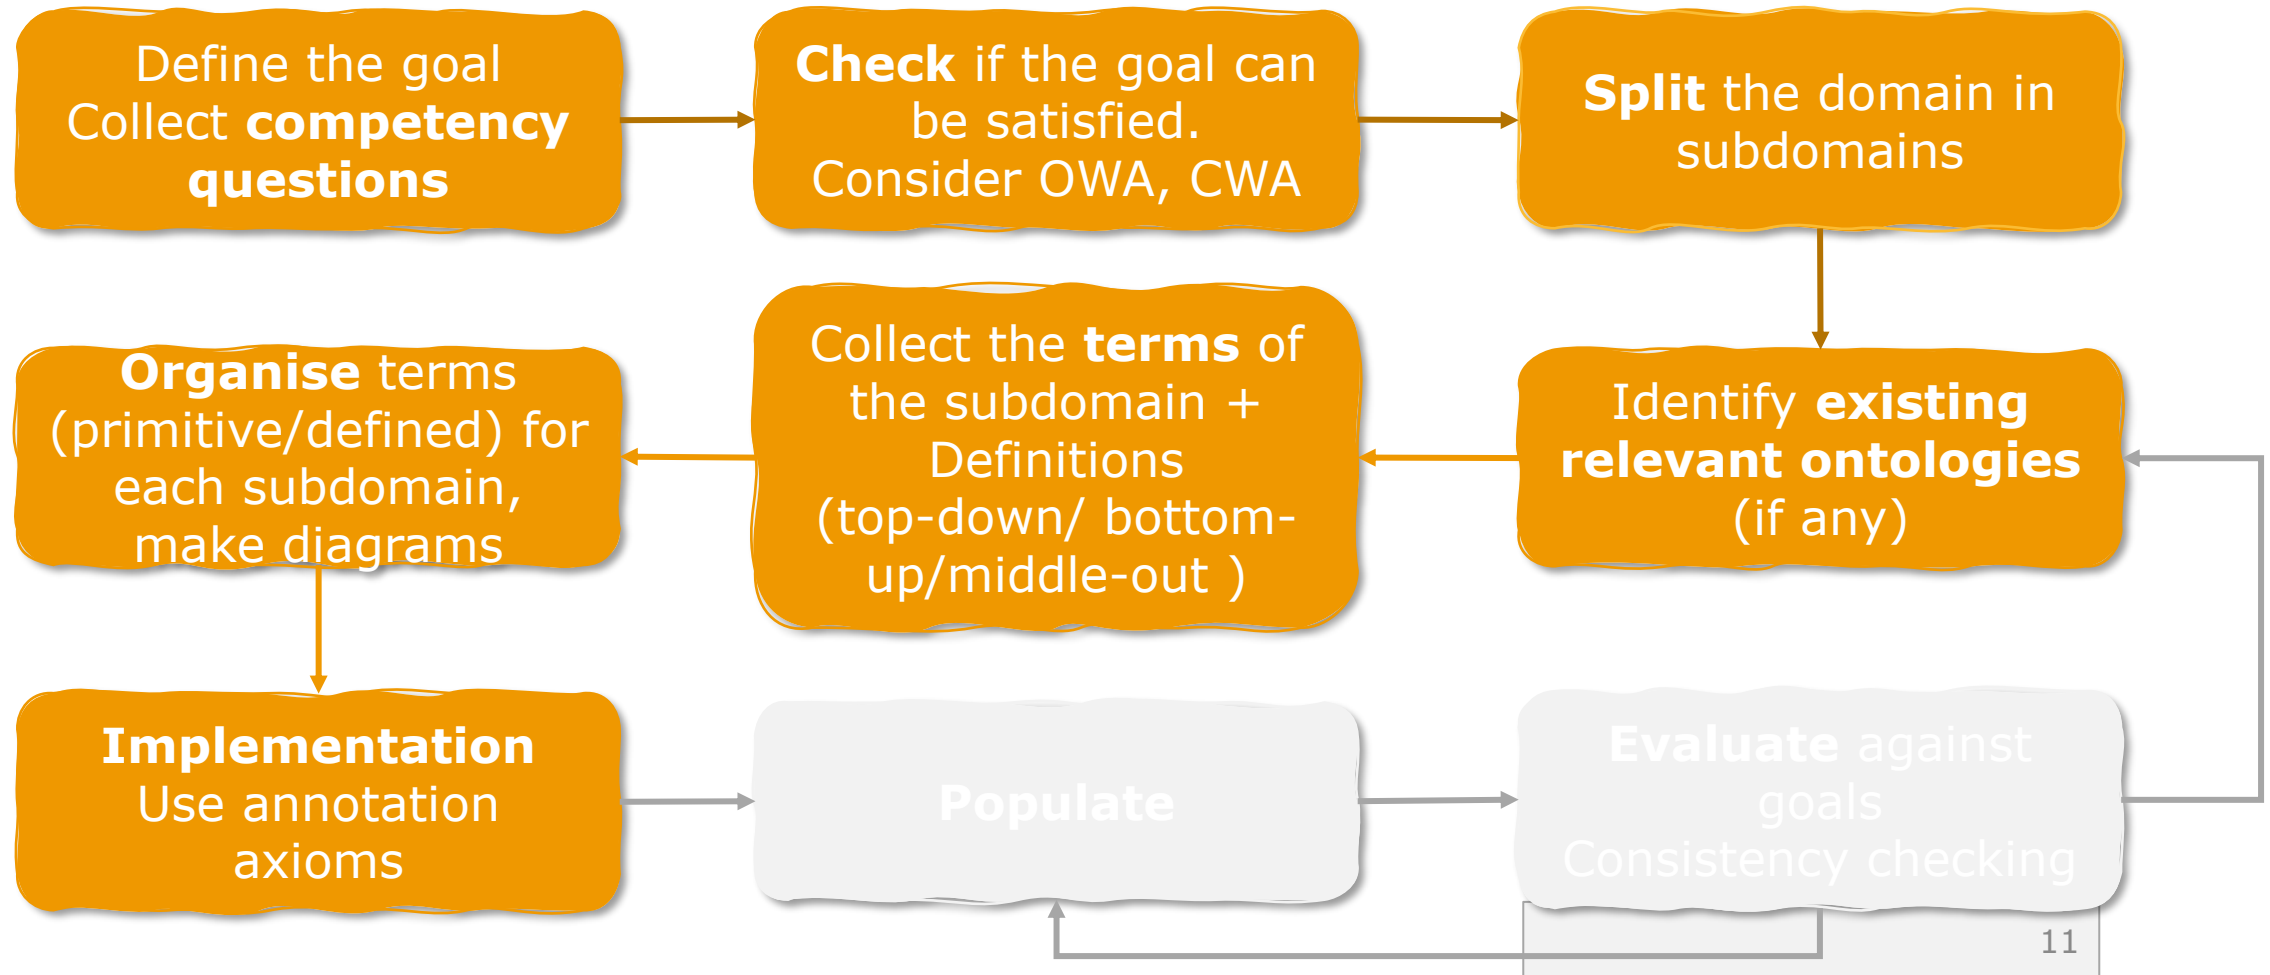 Define the goal
Collect competency
questions
Check if the goal can
be satisfied.
Consider OWA, CWA
Split the domain in
subdomains
Identify existing
relevant ontologies
(if any)
Collect the terms of
the subdomain +
Definitions
(top-down/ bottom-
up/middle-out )
Organise terms
(primitive/defined) for
each subdomain,
make diagrams
Implementation
Use annotation
axioms
Populate
Evaluate against
goals
Consistency checking
11